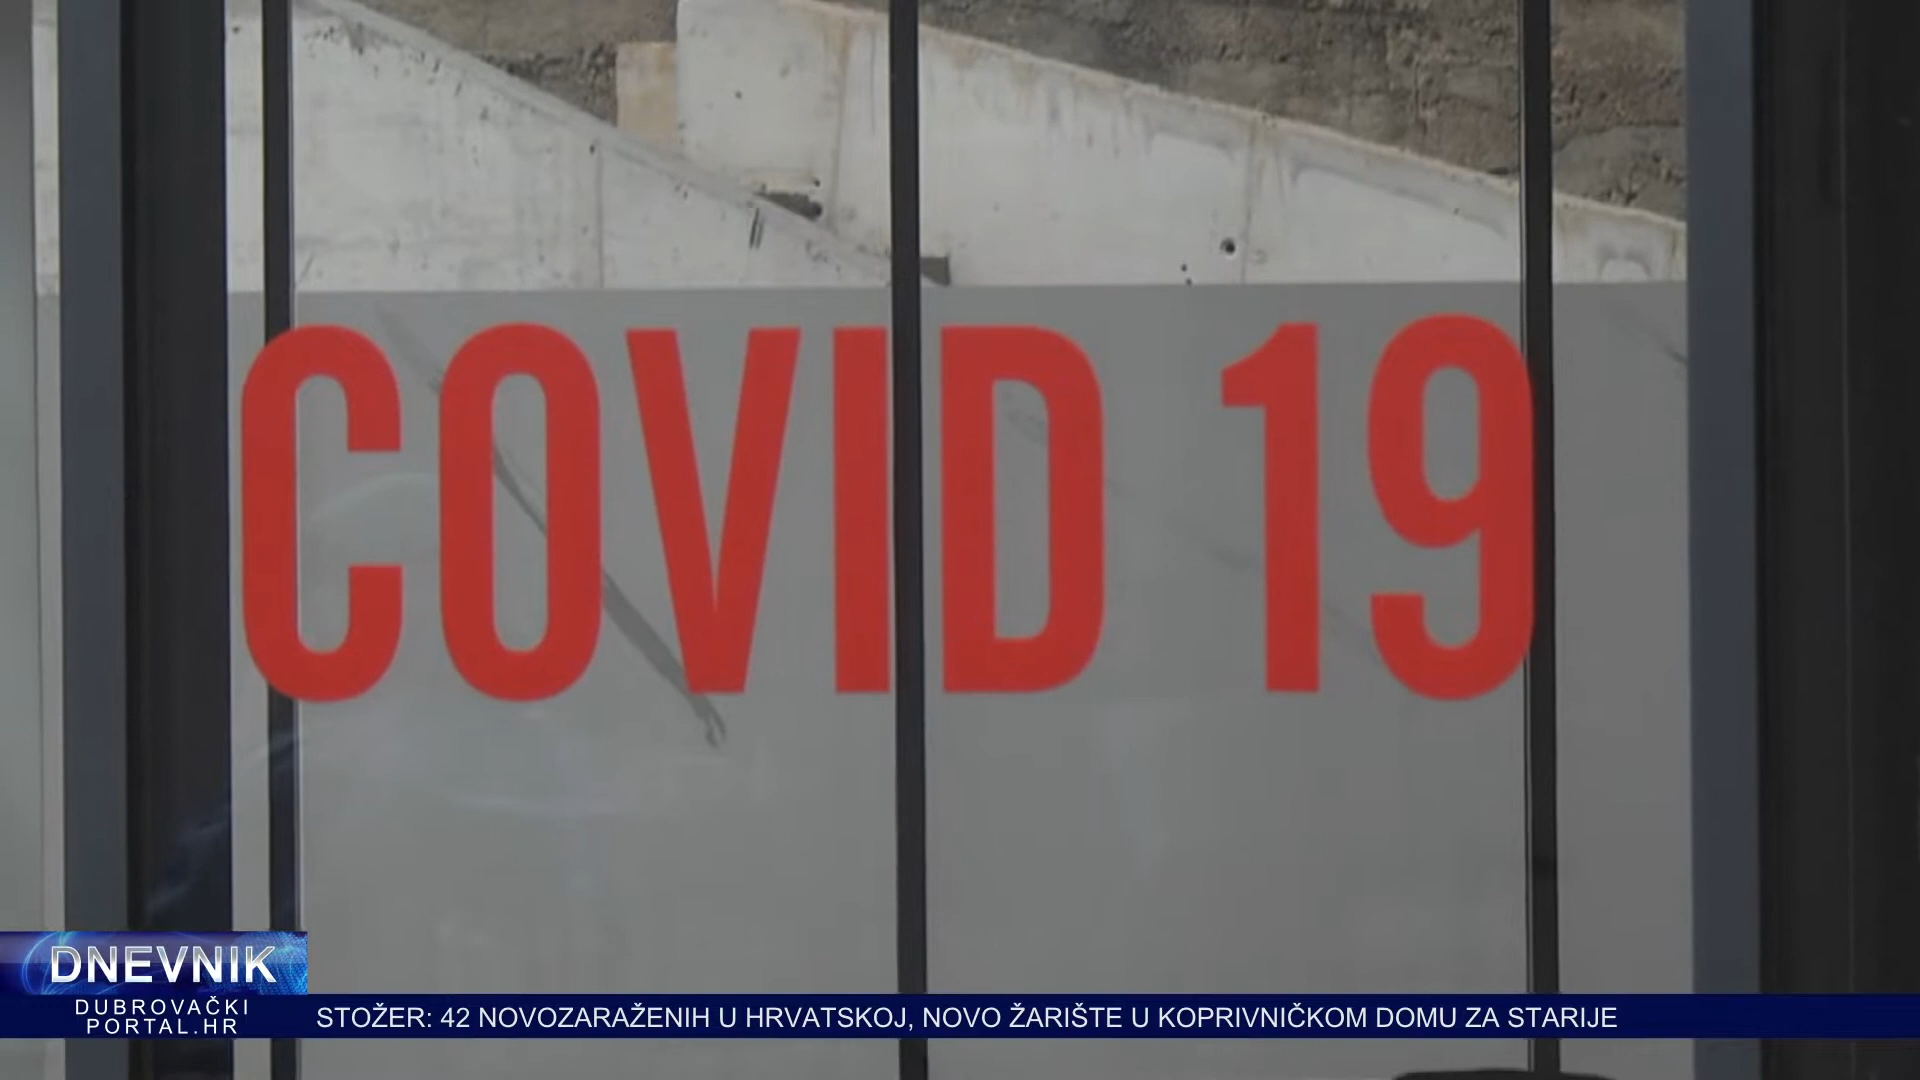 COVID 19
DNEVNIK
DUBROVAČKI
PORTAL.HR
STOŽER: 42 NOVOZARAŽENIH U HRVATSKOJ, NOVO ŽARIŠTE U KOPRIVNIČKOM DOMU ZA STARIJE